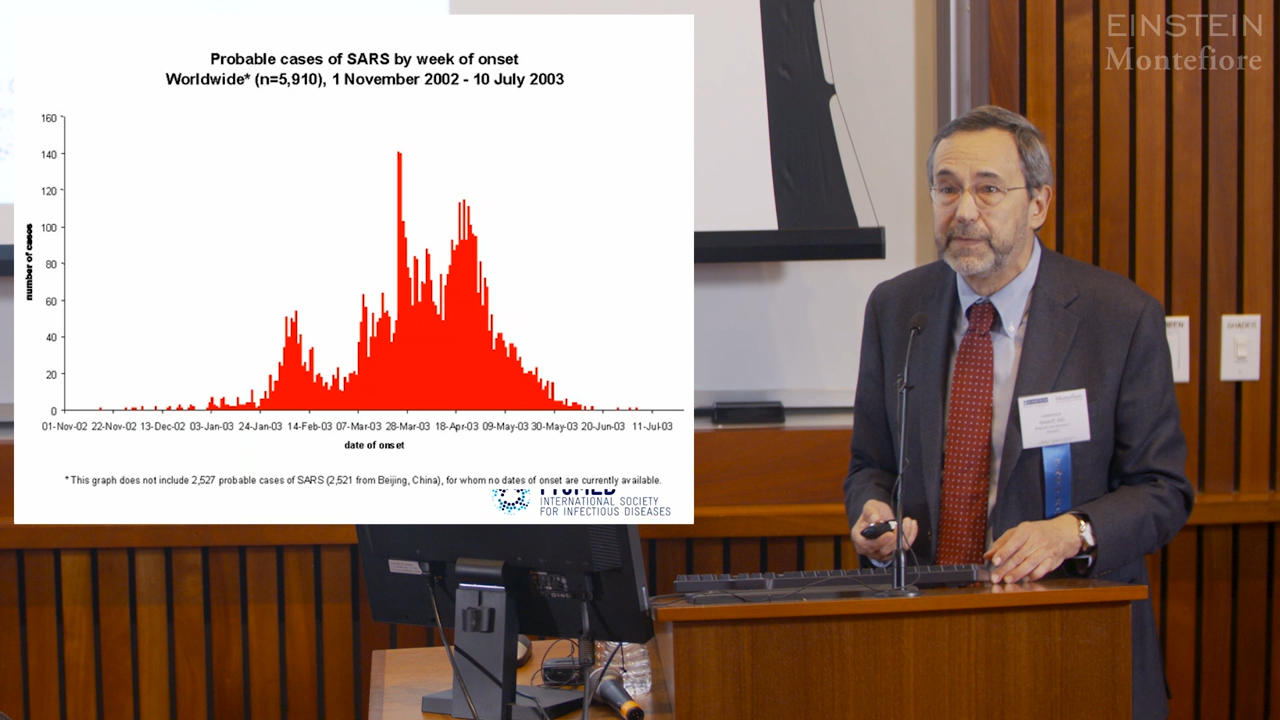 EINSTEIN
Montefiore
Probable cases of SARS by week of onset
Worldwide* (n=5,910), 1 November 2002 - 10 July 2003
number of cases
160
140
120
100
80
60
40
20
0
01-Nov-02 22-Nov-02 13-Dec-02 03-Jan-03 24-Jan-03 14-Feb-03 07-Mar-03 28-Mar-03 18-Apr-03 09-May-03 30-May-03 20-Jun-03 11-Jul-03
date of onset
* This graph does not include 2,527 probable cases of SARS (2,521 from Beijing, China), for whom no dates of onset are currently available.
INTERNATIONAL SOCIETY
FOR INFECTIOUS DISEASES
SHADES